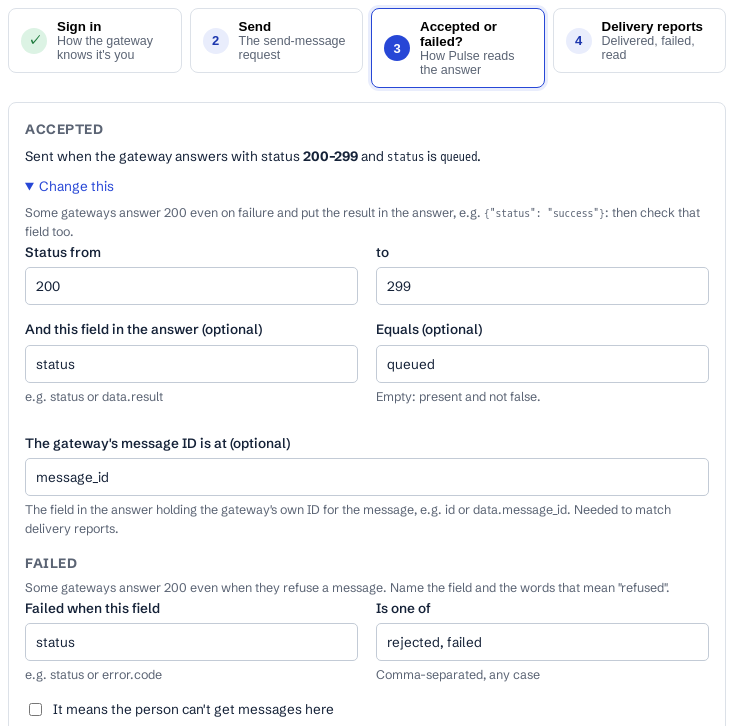 ✓
Sign in
How the gateway
knows it's you
2
Send
The send-message
request
3
Accepted or
failed?
How Pulse reads
the answer
4
Delivery reports
Delivered, failed,
read
ACCEPTED
Sent when the gateway answers with status 200–299 and status is queued.
▼ Change this
Some gateways answer 200 even on failure and put the result in the answer, e.g. {"status": "success"}: then check that
field too.
Status from
to
200
299
And this field in the answer (optional)
Equals (optional)
status
queued
e.g. status or data.result
Empty: present and not false.
The gateway's message ID is at (optional)
message_id
The field in the answer holding the gateway's own ID for the message, e.g. id or data.message_id. Needed to match
delivery reports.
FAILED
Some gateways answer 200 even when they refuse a message. Name the field and the words that mean "refused".
Failed when this field
Is one of
status
rejected, failed
e.g. status or error.code
Comma-separated, any case
It means the person can't get messages here